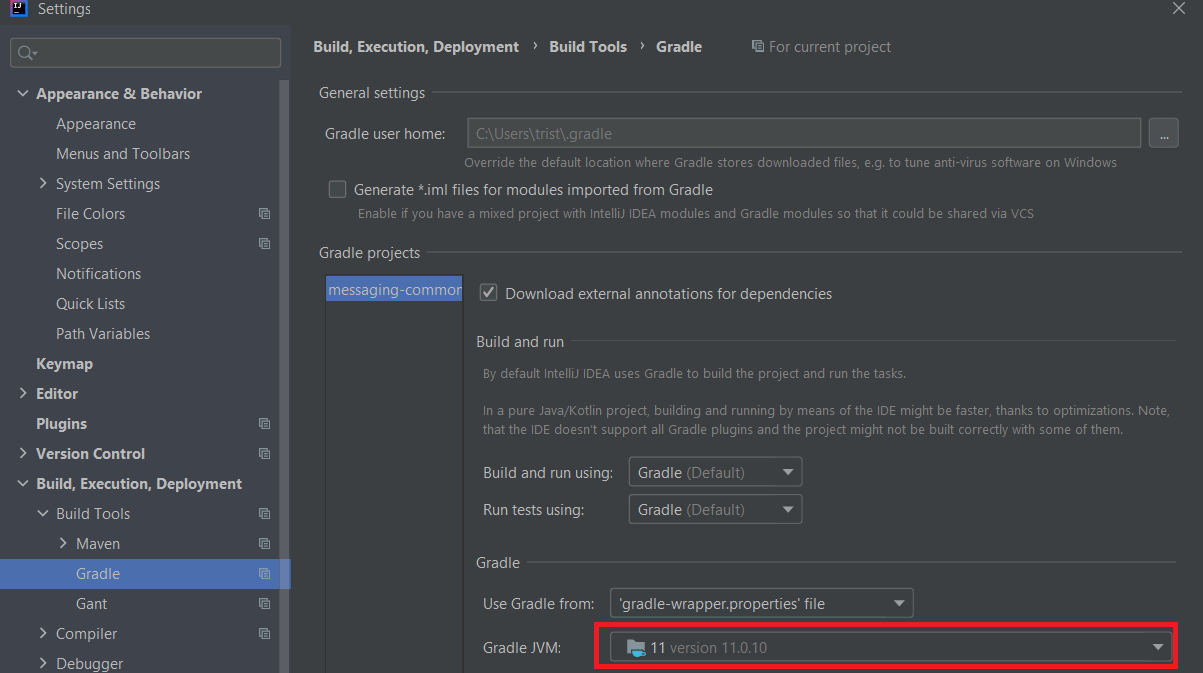 IJ
Settings
Appearance & Behavior
Appearance
Menus and Toolbars
System Settings
File Colors
Scopes
Notifications
Quick Lists
Path Variables
Keymap
Editor
Plugins
Version Control
Build, Execution, Deployment
Build Tools
Maven
Gradle
Gant
Compiler
Debugger
Build, Execution, Deployment › Build Tools › Gradle
For current project
General settings
Gradle user home:
C:\Users\trist\.gradle
...
Override the default location where Gradle stores downloaded files, e.g. to tune anti-virus software on Windows
Generate *.iml files for modules imported from Gradle
Enable if you have a mixed project with IntelliJ IDEA modules and Gradle modules so that it could be shared via VCS
Gradle projects
messaging-common
Download external annotations for dependencies
Build and run
By default IntelliJ IDEA uses Gradle to build the project and run the tasks.
In a pure Java/Kotlin project, building and running by means of the IDE might be faster, thanks to optimizations. Note,
that the IDE doesn't support all Gradle plugins and the project might not be built correctly with some of them.
Build and run using: Gradle (Default)
Run tests using: Gradle (Default)
Gradle
Use Gradle from: 'gradle-wrapper.properties' file
Gradle JVM: 11 version 11.0.10